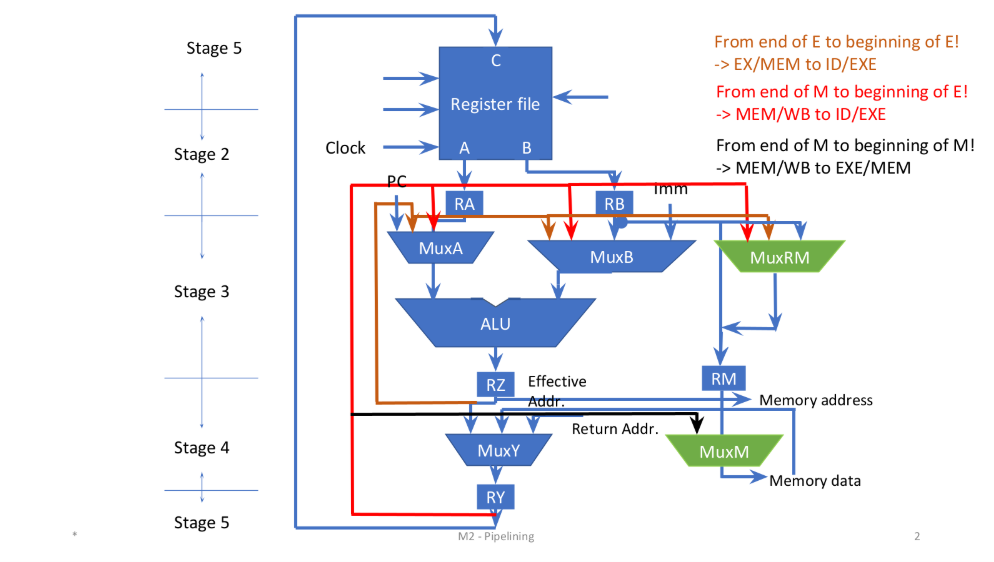 Stage 5
Stage 2
Stage 3
Stage 4
Stage 5
C
Register file
A
B
Clock
PC
Imm
RA
RB
MuxA
MuxB
MuxRM
ALU
RZ
Effective
Addr.
RM
Memory address
Return Addr.
MuxY
MuxM
Memory data
RY
From end of E to beginning of E!
-> EX/MEM to ID/EXE
From end of M to beginning of E!
-> MEM/WB to ID/EXE
From end of M to beginning of M!
-> MEM/WB to EXE/MEM
*
M2 - Pipelining
2